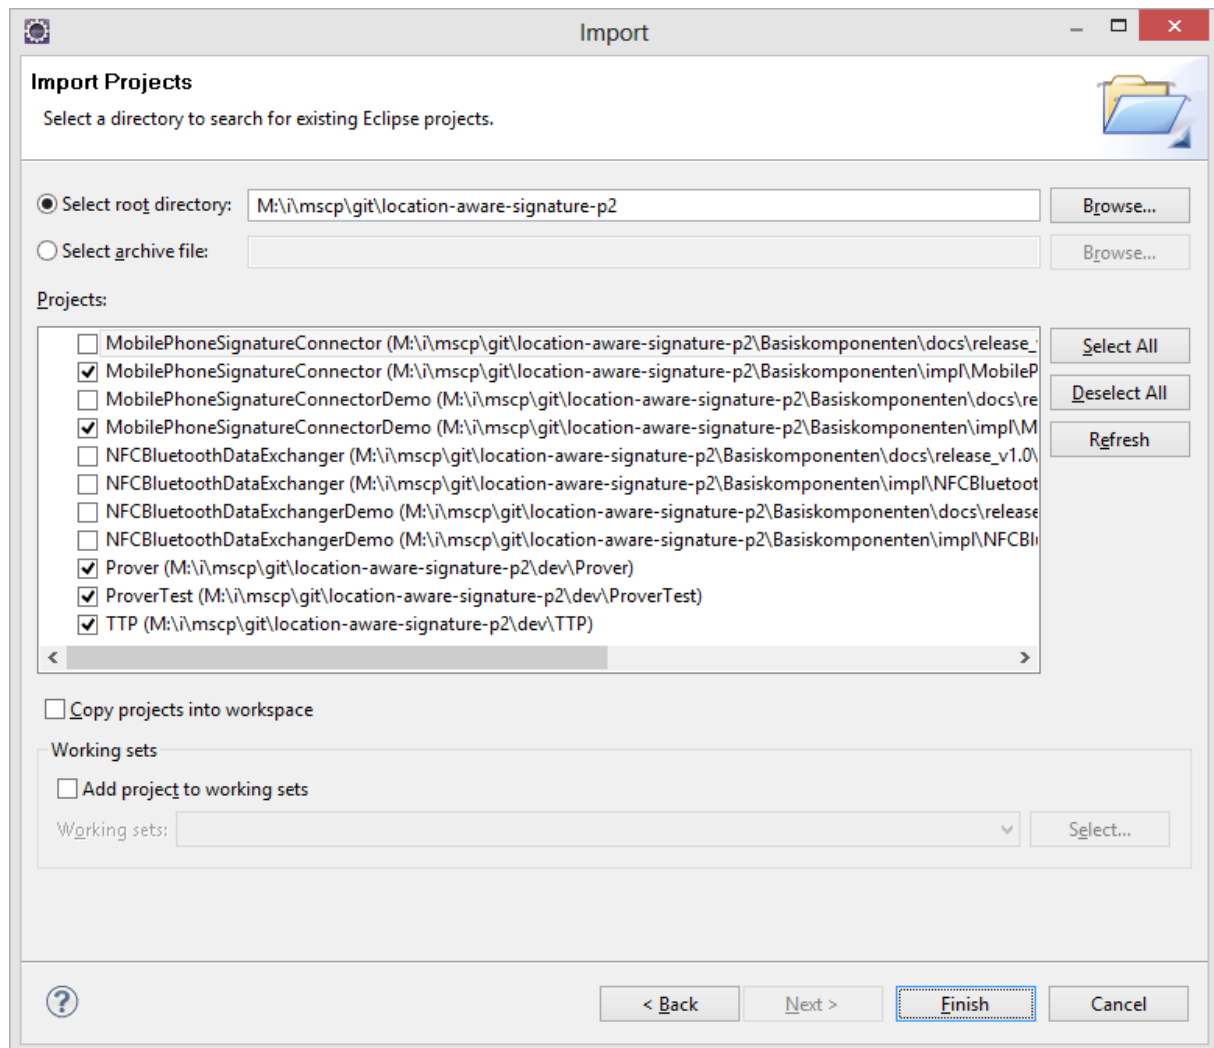 Import
Import Projects
Select a directory to search for existing Eclipse projects.
Select root directory: M:\i\mscp\git\location-aware-signature-p2 Browse...
Select archive file: Browse...
Projects:
MobilePhoneSignatureConnector (M:\i\mscp\git\location-aware-signature-p2\Basiskomponenten\docs\release_
MobilePhoneSignatureConnector (M:\i\mscp\git\location-aware-signature-p2\Basiskomponenten\impl\MobileP
MobilePhoneSignatureConnectorDemo (M:\i\mscp\git\location-aware-signature-p2\Basiskomponenten\docs\re
MobilePhoneSignatureConnectorDemo (M:\i\mscp\git\location-aware-signature-p2\Basiskomponenten\impl\M
NFCBluetoothDataExchanger (M:\i\mscp\git\location-aware-signature-p2\Basiskomponenten\docs\release_v1.0\
NFCBluetoothDataExchanger (M:\i\mscp\git\location-aware-signature-p2\Basiskomponenten\impl\NFCBluetoot
NFCBluetoothDataExchangerDemo (M:\i\mscp\git\location-aware-signature-p2\Basiskomponenten\docs\release
NFCBluetoothDataExchangerDemo (M:\i\mscp\git\location-aware-signature-p2\Basiskomponenten\impl\NFCBl
Prover (M:\i\mscp\git\location-aware-signature-p2\dev\Prover)
ProverTest (M:\i\mscp\git\location-aware-signature-p2\dev\ProverTest)
TTP (M:\i\mscp\git\location-aware-signature-p2\dev\TTP)
Select All
Deselect All
Refresh
Copy projects into workspace
Working sets
Add project to working sets
Working sets: Select...
? < Back Next > Finish Cancel